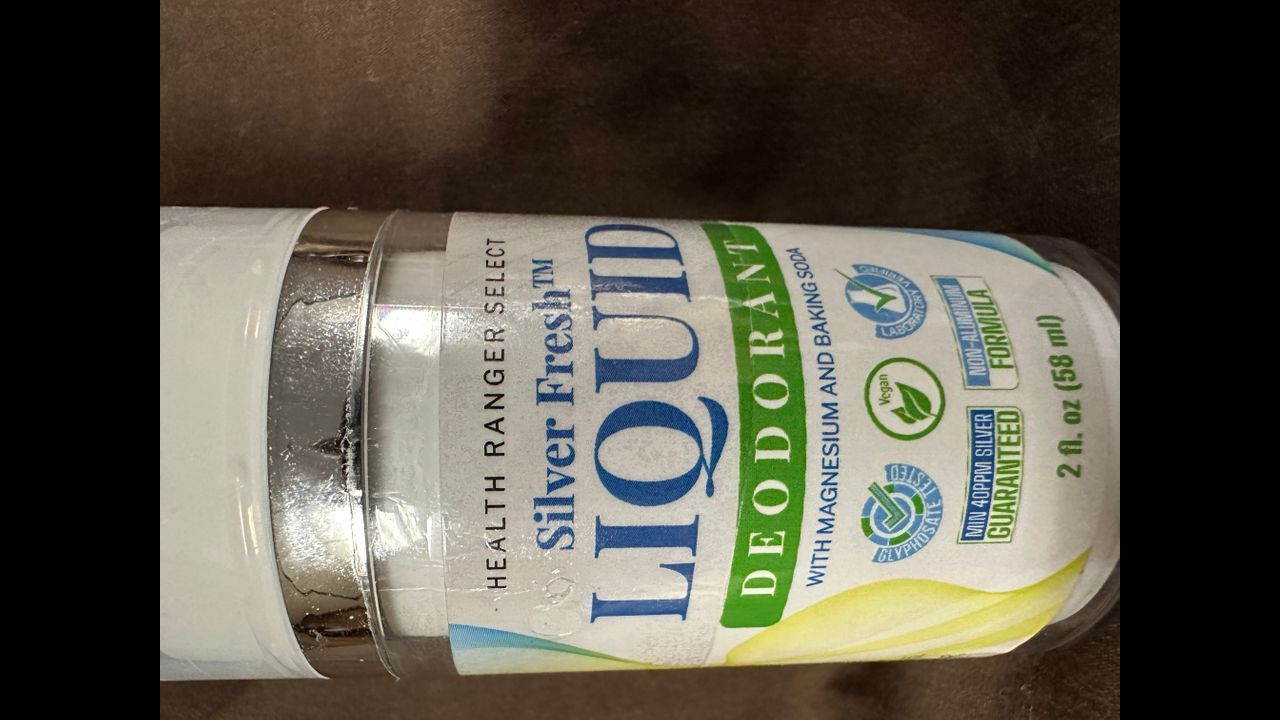 HEALTH RANGER SELECT
Silver Fresh™
LIQUID
DEODORANT
WITH MAGNESIUM AND BAKING SODA
GLYPHOSATE TESTED
Vegan
LABORATORY VERIFIED
MIN 40PPM SILVER
GUARANTEED
NON-ALUMINUM
FORMULA
2 fl. oz (58 ml)